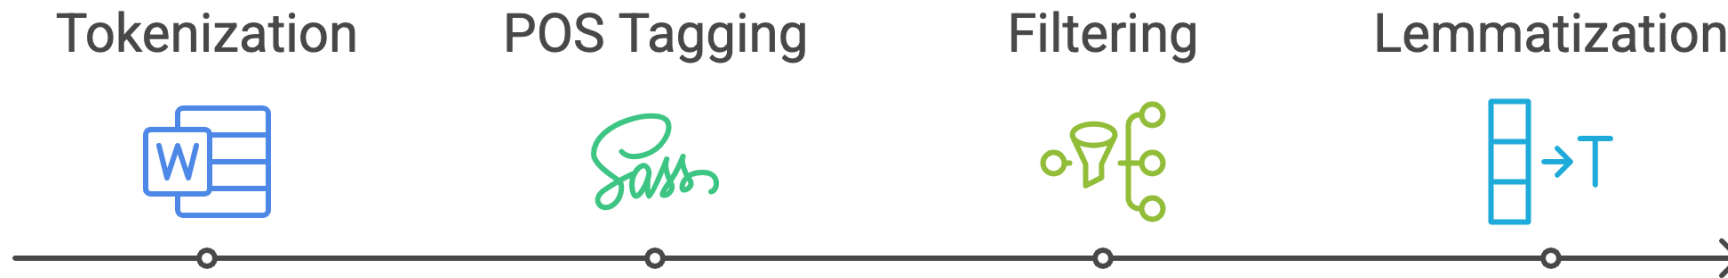 Tokenization
POS Tagging
Filtering
Lemmatization
W
Sass
T